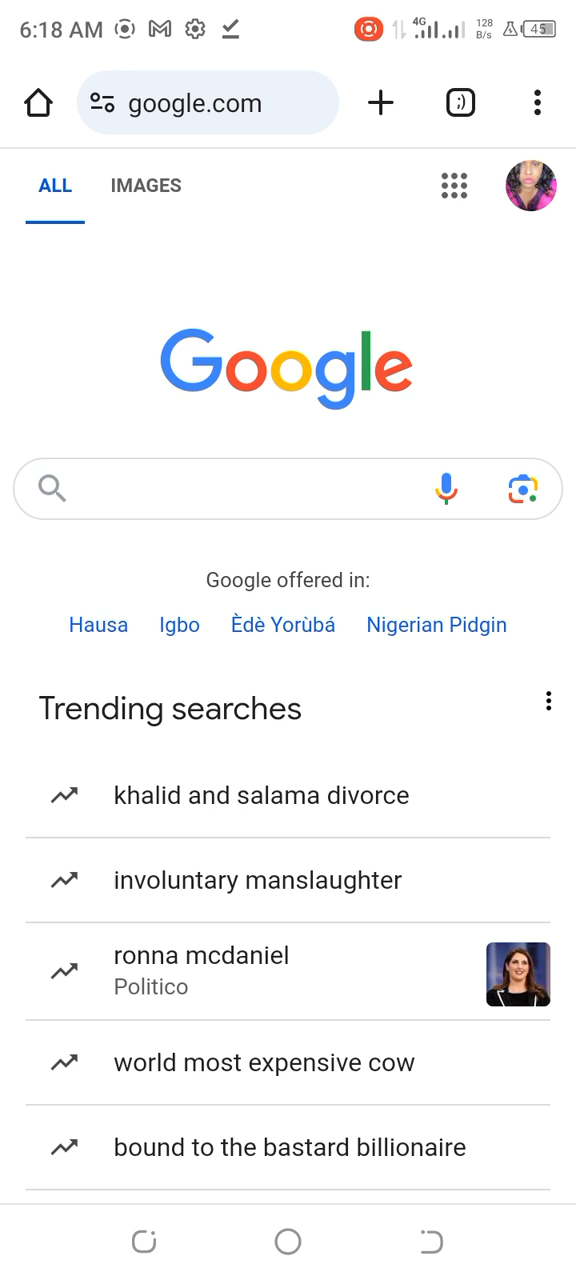 6:18 AM
4G
128
B/s
45
google.com
:)
ALL
IMAGES
Google
Google offered in:
Hausa Igbo Èdè Yorùbá Nigerian Pidgin
Trending searches
khalid and salama divorce
involuntary manslaughter
ronna mcdaniel
Politico
world most expensive cow
bound to the bastard billionaire